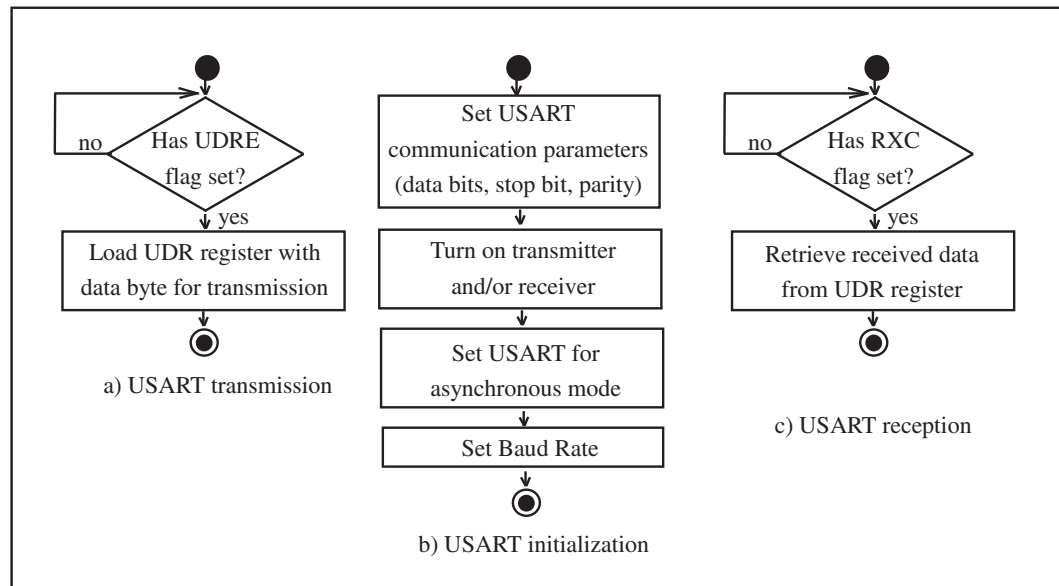 Has UDRE
flag set?
no
yes
Load UDR register with
data byte for transmission
a) USART transmission
Set USART
communication parameters
(data bits, stop bit, parity)
Turn on transmitter
and/or receiver
Set USART for
asynchronous mode
Set Baud Rate
b) USART initialization
Has RXC
flag set?
no
yes
Retrieve received data
from UDR register
c) USART reception